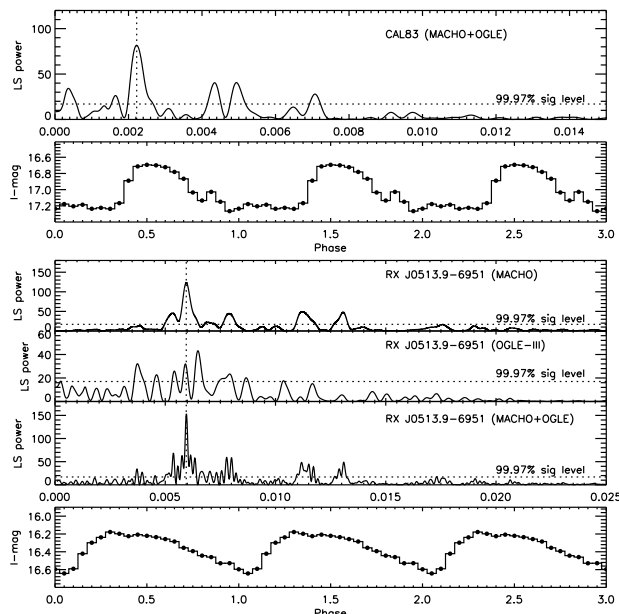 CAL83 (MACHO+OGLE)
LS power
100
50
0
99.97% sig level
0.000 0.002 0.004 0.006 0.008 0.010 0.012 0.014
I-mag
16.6
16.8
17.0
17.2
0.0 0.5 1.0 1.5 2.0 2.5 3.0
Phase
RX J0513.9-6951 (MACHO)
LS power
150
100
50
0
99.97% sig level
RX J0513.9-6951 (OGLE-III)
LS power
60
40
20
0
99.97% sig level
RX J0513.9-6951 (MACHO+OGLE)
LS power
150
100
50
0
99.97% sig level
0.000 0.005 0.010 0.015 0.020 0.025
I-mag
16.0
16.2
16.4
16.6
0.0 0.5 1.0 1.5 2.0 2.5 3.0
Phase